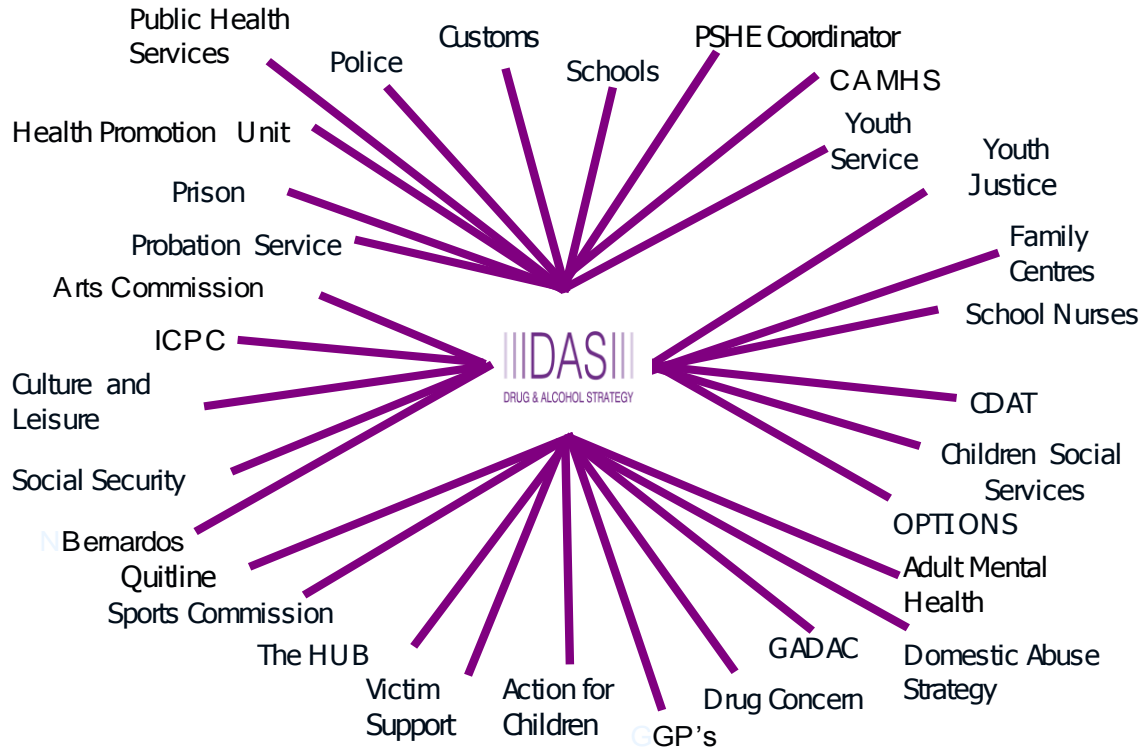 Public Health
Services
Police
Customs
Schools
PSHE Coordinator
CAMHS
Health Promotion Unit
Youth
Service
Youth
Justice
Prison
Family
Centres
Probation Service
Arts Commission
School Nurses
ICPC
|||DAS|||
DRUG & ALCOHOL STRATEGY
Culture and
Leisure
CDAT
Children Social
Services
Social Security
OPTIONS
NBernardos
Quitline
Adult Mental
Health
Sports Commission
The HUB
GADAC
Domestic Abuse
Strategy
Victim
Support
Action for
Children
Drug Concern
GGP's